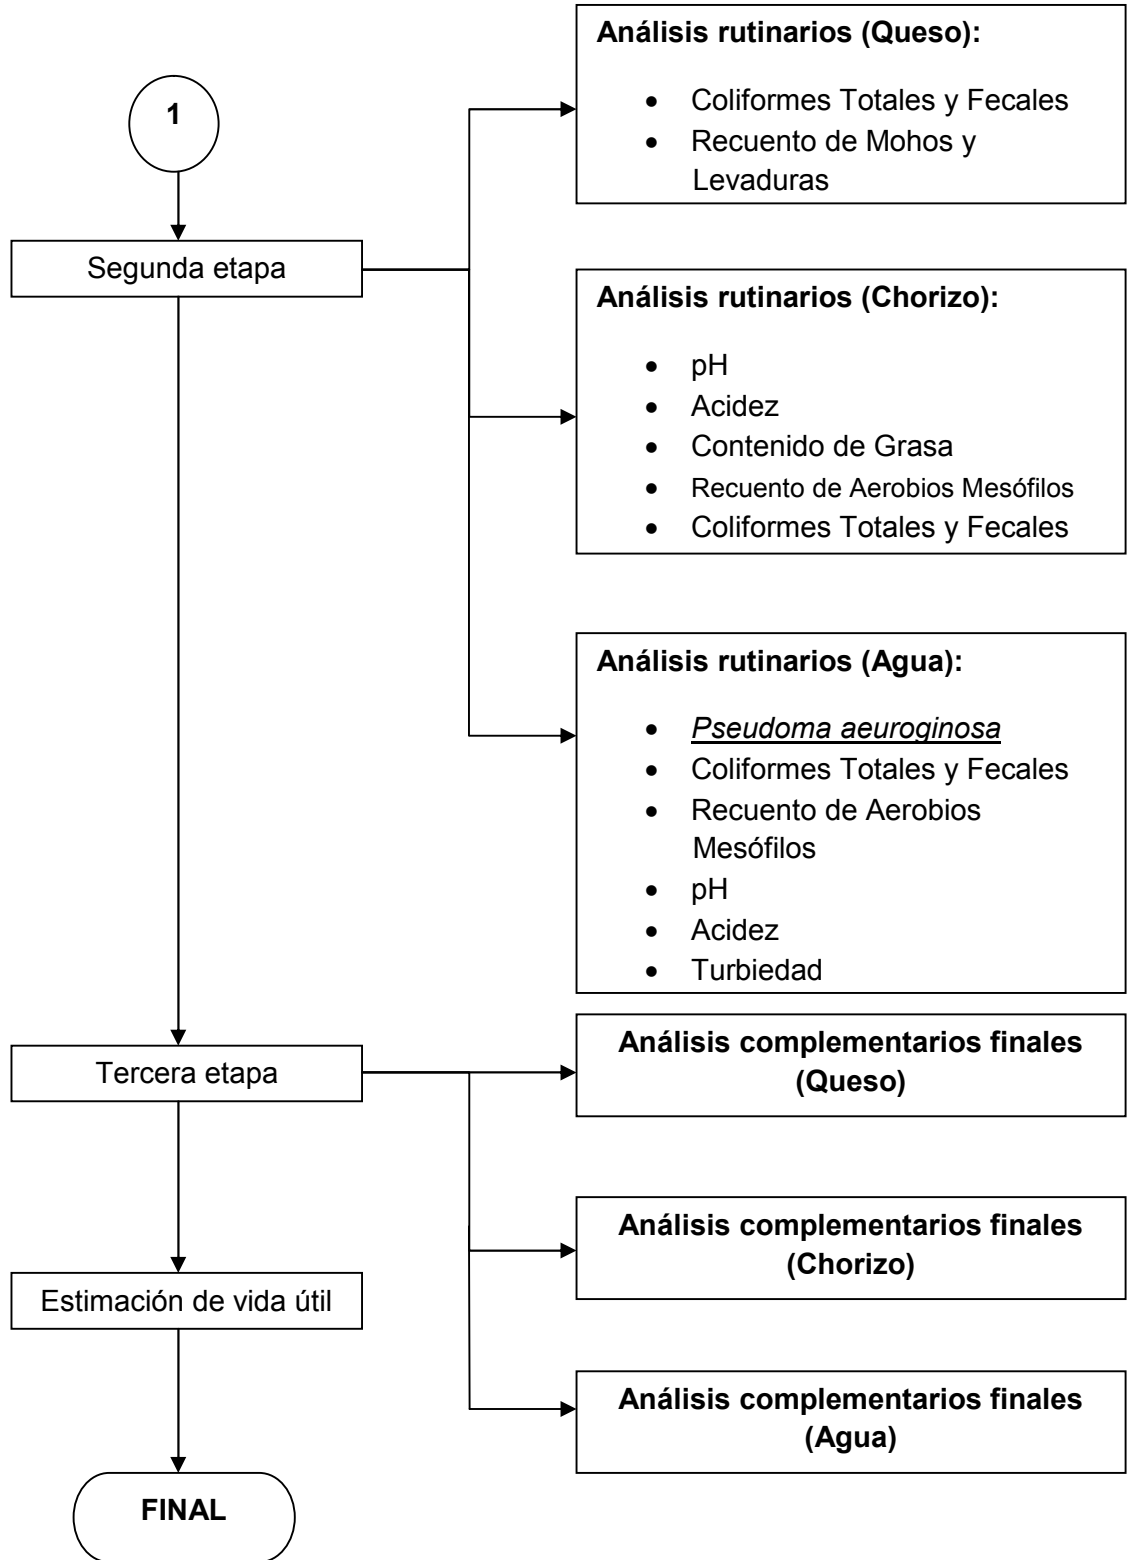 1
Segunda etapa
Análisis rutinarios (Queso):
• Coliformes Totales y Fecales
• Recuento de Mohos y
Levaduras
Análisis rutinarios (Chorizo):
• pH
• Acidez
• Contenido de Grasa
• Recuento de Aerobios Mesófilos
• Coliformes Totales y Fecales
Análisis rutinarios (Agua):
• Pseudoma aeuroginosa
• Coliformes Totales y Fecales
• Recuento de Aerobios
Mesófilos
• pH
• Acidez
• Turbiedad
Tercera etapa
Análisis complementarios finales
(Queso)
Análisis complementarios finales
(Chorizo)
Análisis complementarios finales
(Agua)
Estimación de vida útil
FINAL